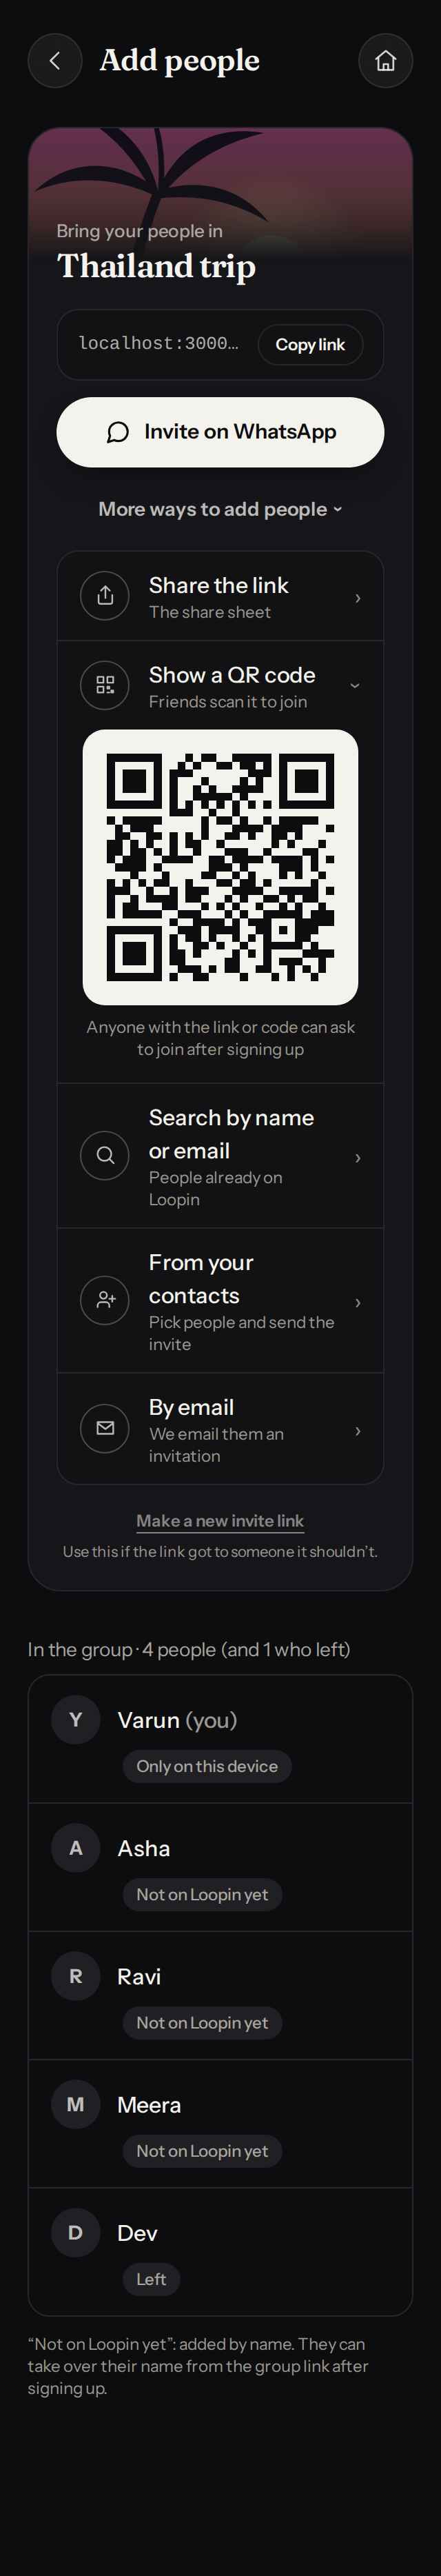 Add people
Bring your people in
Thailand trip
localhost:3000…
Copy link
Invite on WhatsApp
More ways to add people
Share the link
The share sheet
Show a QR code
Friends scan it to join
Anyone with the link or code can ask
to join after signing up
Search by name
or email
People already on
Loopin
From your
contacts
Pick people and send the
invite
By email
We email them an
invitation
Make a new invite link
Use this if the link got to someone it shouldn’t.
In the group · 4 people (and 1 who left)
Y
Varun (you)
Only on this device
A
Asha
Not on Loopin yet
R
Ravi
Not on Loopin yet
M
Meera
Not on Loopin yet
D
Dev
Left
“Not on Loopin yet”: added by name. They can
take over their name from the group link after
signing up.